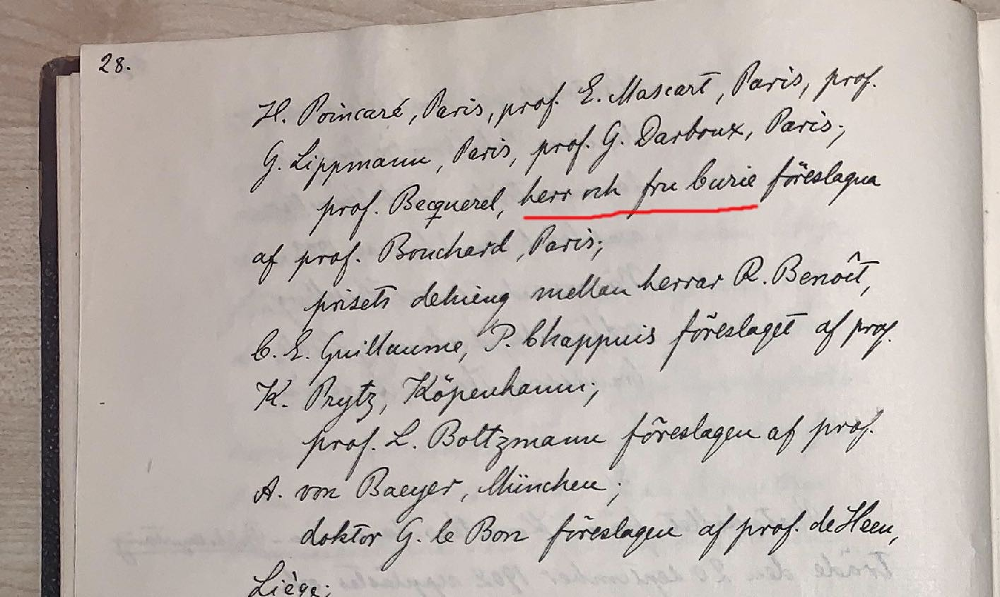 28.
H. Poincaré, Paris, prof. E. Mascart, Paris, prof.
G. Lippmann, Paris, prof. G. Darboux, Paris;
prof. Becquerel, herr och fru Curie föreslagna
af prof. Bouchard, Paris;
prisets delning mellan herrar R. Benoît,
C. E. Guillaume, P. Chappuis föreslaget af prof.
K. Prytz, Köpenhamn;
prof. L. Boltzmann föreslagen af prof.
A. von Baeyer, München;
doktor G. le Bon föreslagen af prof. de Heen,
Liège;